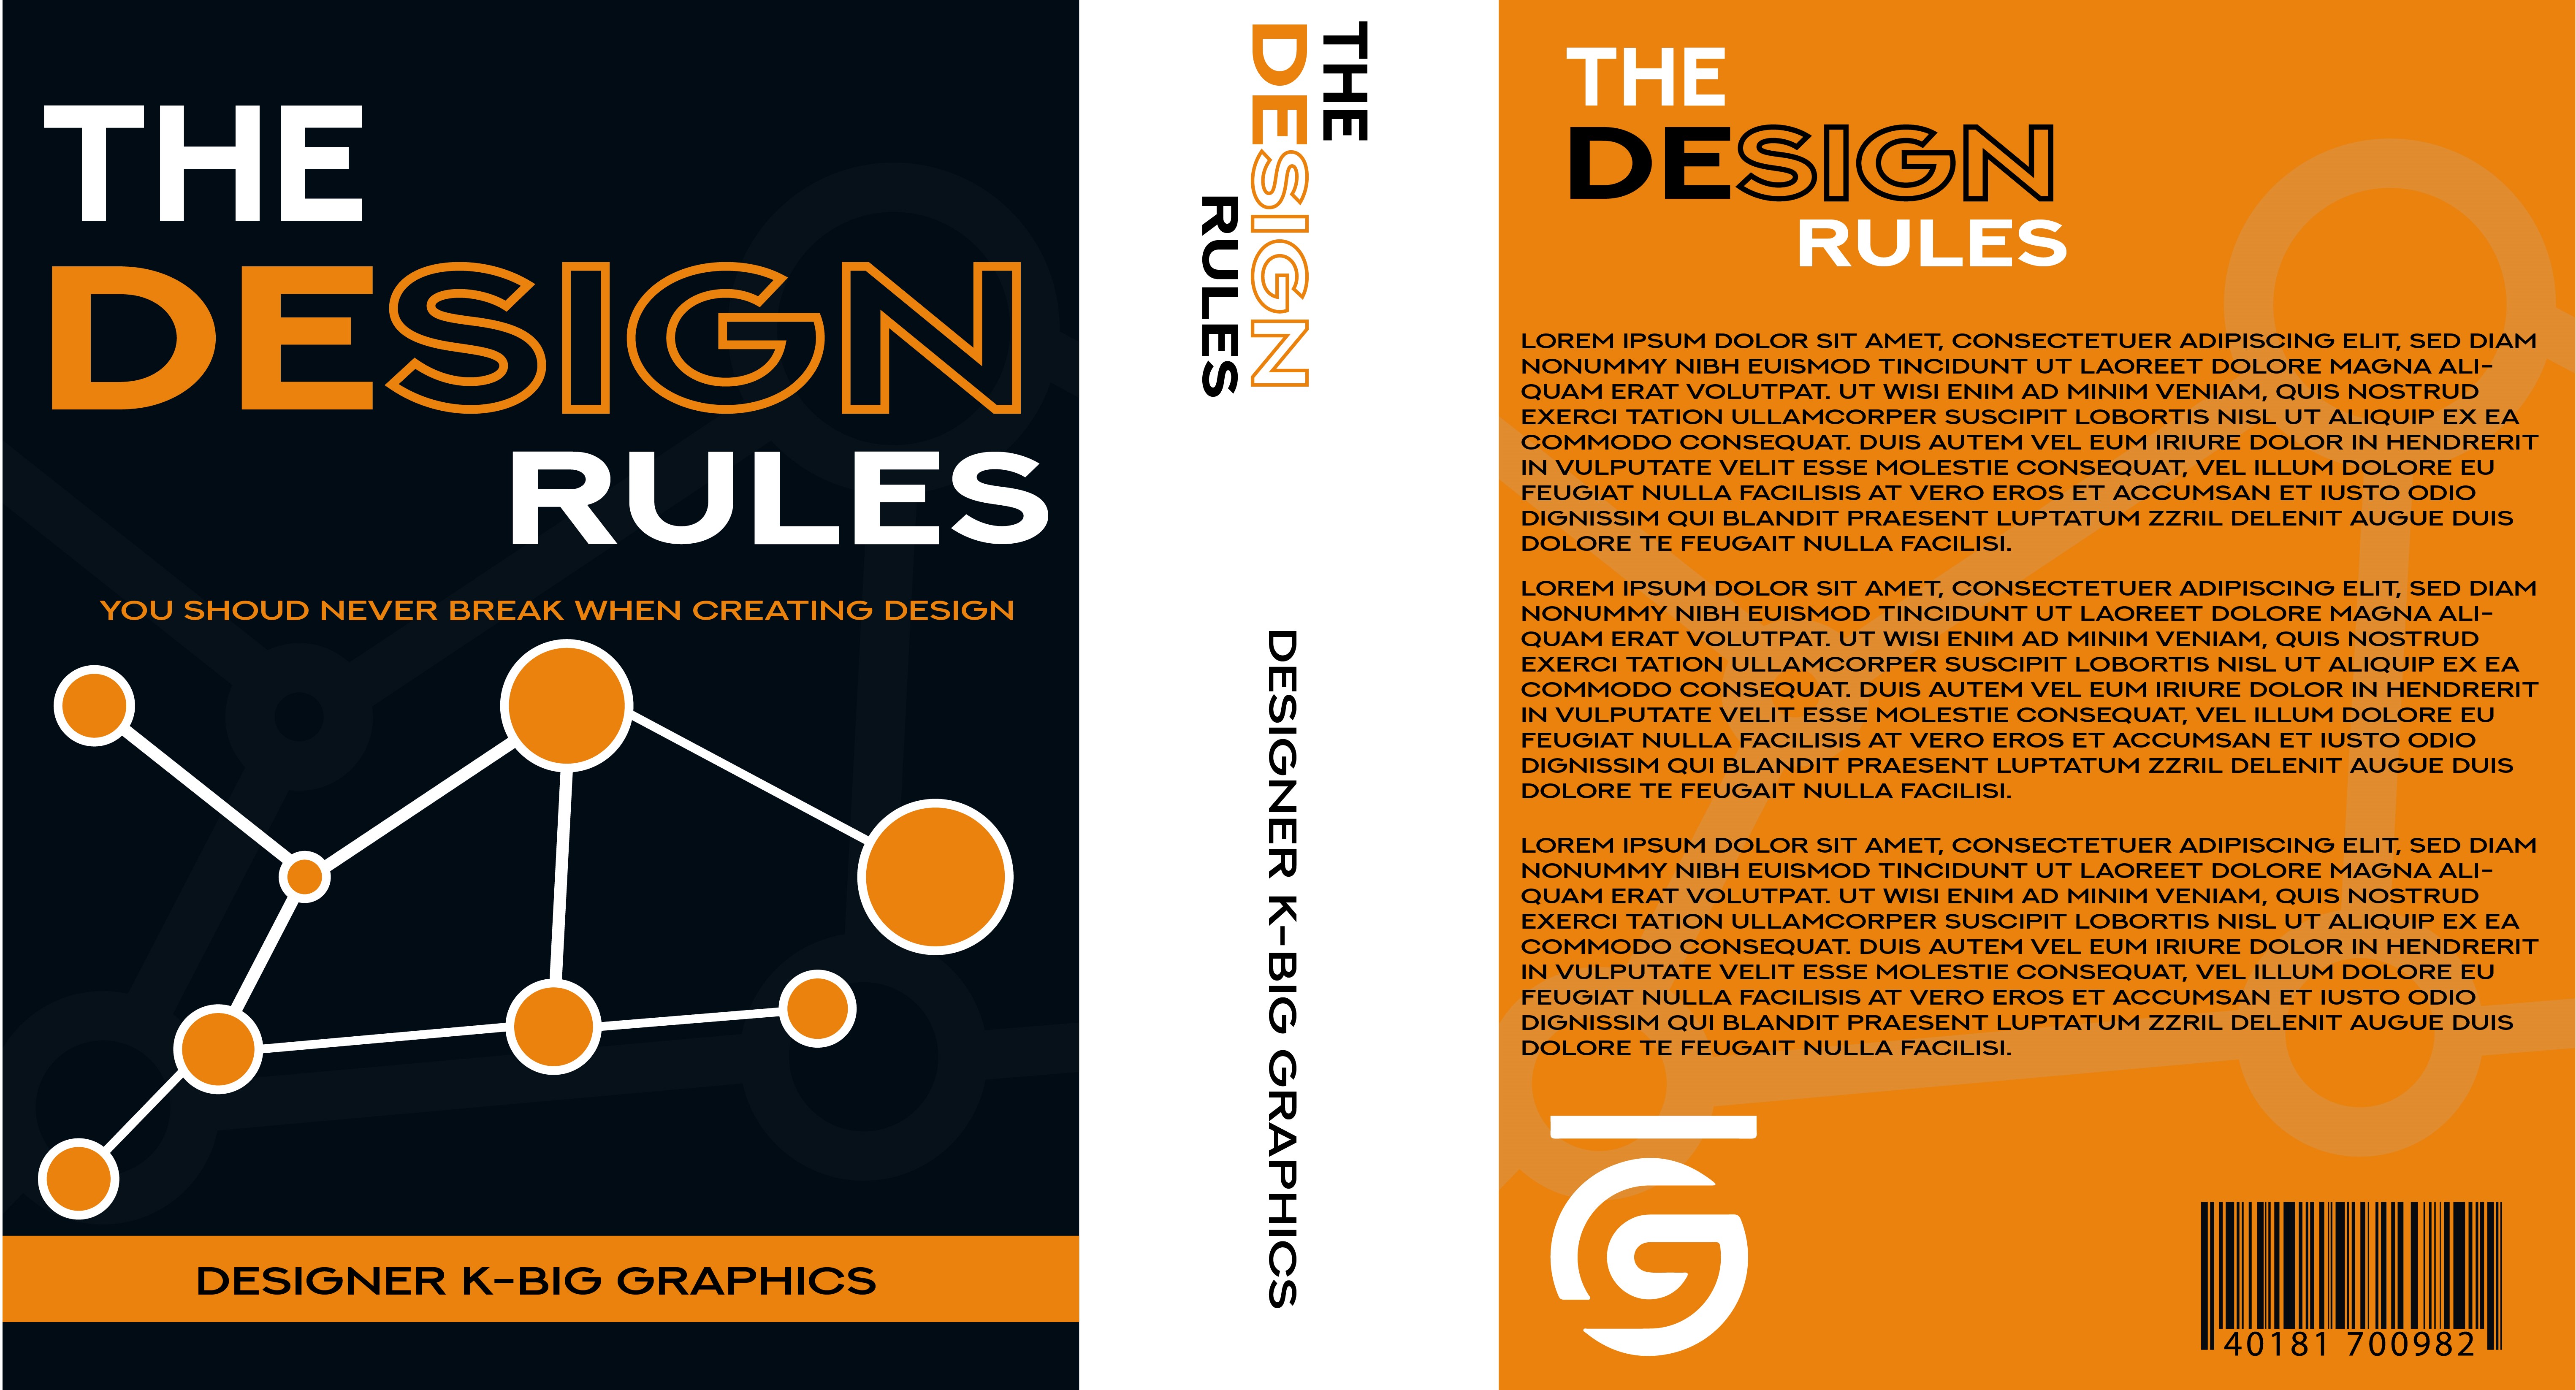 THE
DESIGN
RULES
YOU SHOUD NEVER BREAK WHEN CREATING DESIGN
DESIGNER K-BIG GRAPHICS
THE
DESIGN
RULES
DESIGNER K-BIG GRAPHICS
THE
DESIGN
RULES
LOREM IPSUM DOLOR SIT AMET, CONSECTETUER ADIPISCING ELIT, SED DIAM
NONUMMY NIBH EUISMOD TINCIDUNT UT LAOREET DOLORE MAGNA ALI-
QUAM ERAT VOLUTPAT. UT WISI ENIM AD MINIM VENIAM, QUIS NOSTRUD
EXERCI TATION ULLAMCORPER SUSCIPIT LOBORTIS NISL UT ALIQUIP EX EA
COMMODO CONSEQUAT. DUIS AUTEM VEL EUM IRIURE DOLOR IN HENDRERIT
IN VULPUTATE VELIT ESSE MOLESTIE CONSEQUAT, VEL ILLUM DOLORE EU
FEUGIAT NULLA FACILISIS AT VERO EROS ET ACCUMSAN ET IUSTO ODIO
DIGNISSIM QUI BLANDIT PRAESENT LUPTATUM ZZRIL DELENIT AUGUE DUIS
DOLORE TE FEUGAIT NULLA FACILISI.
LOREM IPSUM DOLOR SIT AMET, CONSECTETUER ADIPISCING ELIT, SED DIAM
NONUMMY NIBH EUISMOD TINCIDUNT UT LAOREET DOLORE MAGNA ALI-
QUAM ERAT VOLUTPAT. UT WISI ENIM AD MINIM VENIAM, QUIS NOSTRUD
EXERCI TATION ULLAMCORPER SUSCIPIT LOBORTIS NISL UT ALIQUIP EX EA
COMMODO CONSEQUAT. DUIS AUTEM VEL EUM IRIURE DOLOR IN HENDRERIT
IN VULPUTATE VELIT ESSE MOLESTIE CONSEQUAT, VEL ILLUM DOLORE EU
FEUGIAT NULLA FACILISIS AT VERO EROS ET ACCUMSAN ET IUSTO ODIO
DIGNISSIM QUI BLANDIT PRAESENT LUPTATUM ZZRIL DELENIT AUGUE DUIS
DOLORE TE FEUGAIT NULLA FACILISI.
LOREM IPSUM DOLOR SIT AMET, CONSECTETUER ADIPISCING ELIT, SED DIAM
NONUMMY NIBH EUISMOD TINCIDUNT UT LAOREET DOLORE MAGNA ALI-
QUAM ERAT VOLUTPAT. UT WISI ENIM AD MINIM VENIAM, QUIS NOSTRUD
EXERCI TATION ULLAMCORPER SUSCIPIT LOBORTIS NISL UT ALIQUIP EX EA
COMMODO CONSEQUAT. DUIS AUTEM VEL EUM IRIURE DOLOR IN HENDRERIT
IN VULPUTATE VELIT ESSE MOLESTIE CONSEQUAT, VEL ILLUM DOLORE EU
FEUGIAT NULLA FACILISIS AT VERO EROS ET ACCUMSAN ET IUSTO ODIO
DIGNISSIM QUI BLANDIT PRAESENT LUPTATUM ZZRIL DELENIT AUGUE DUIS
DOLORE TE FEUGAIT NULLA FACILISI.
40181 700982